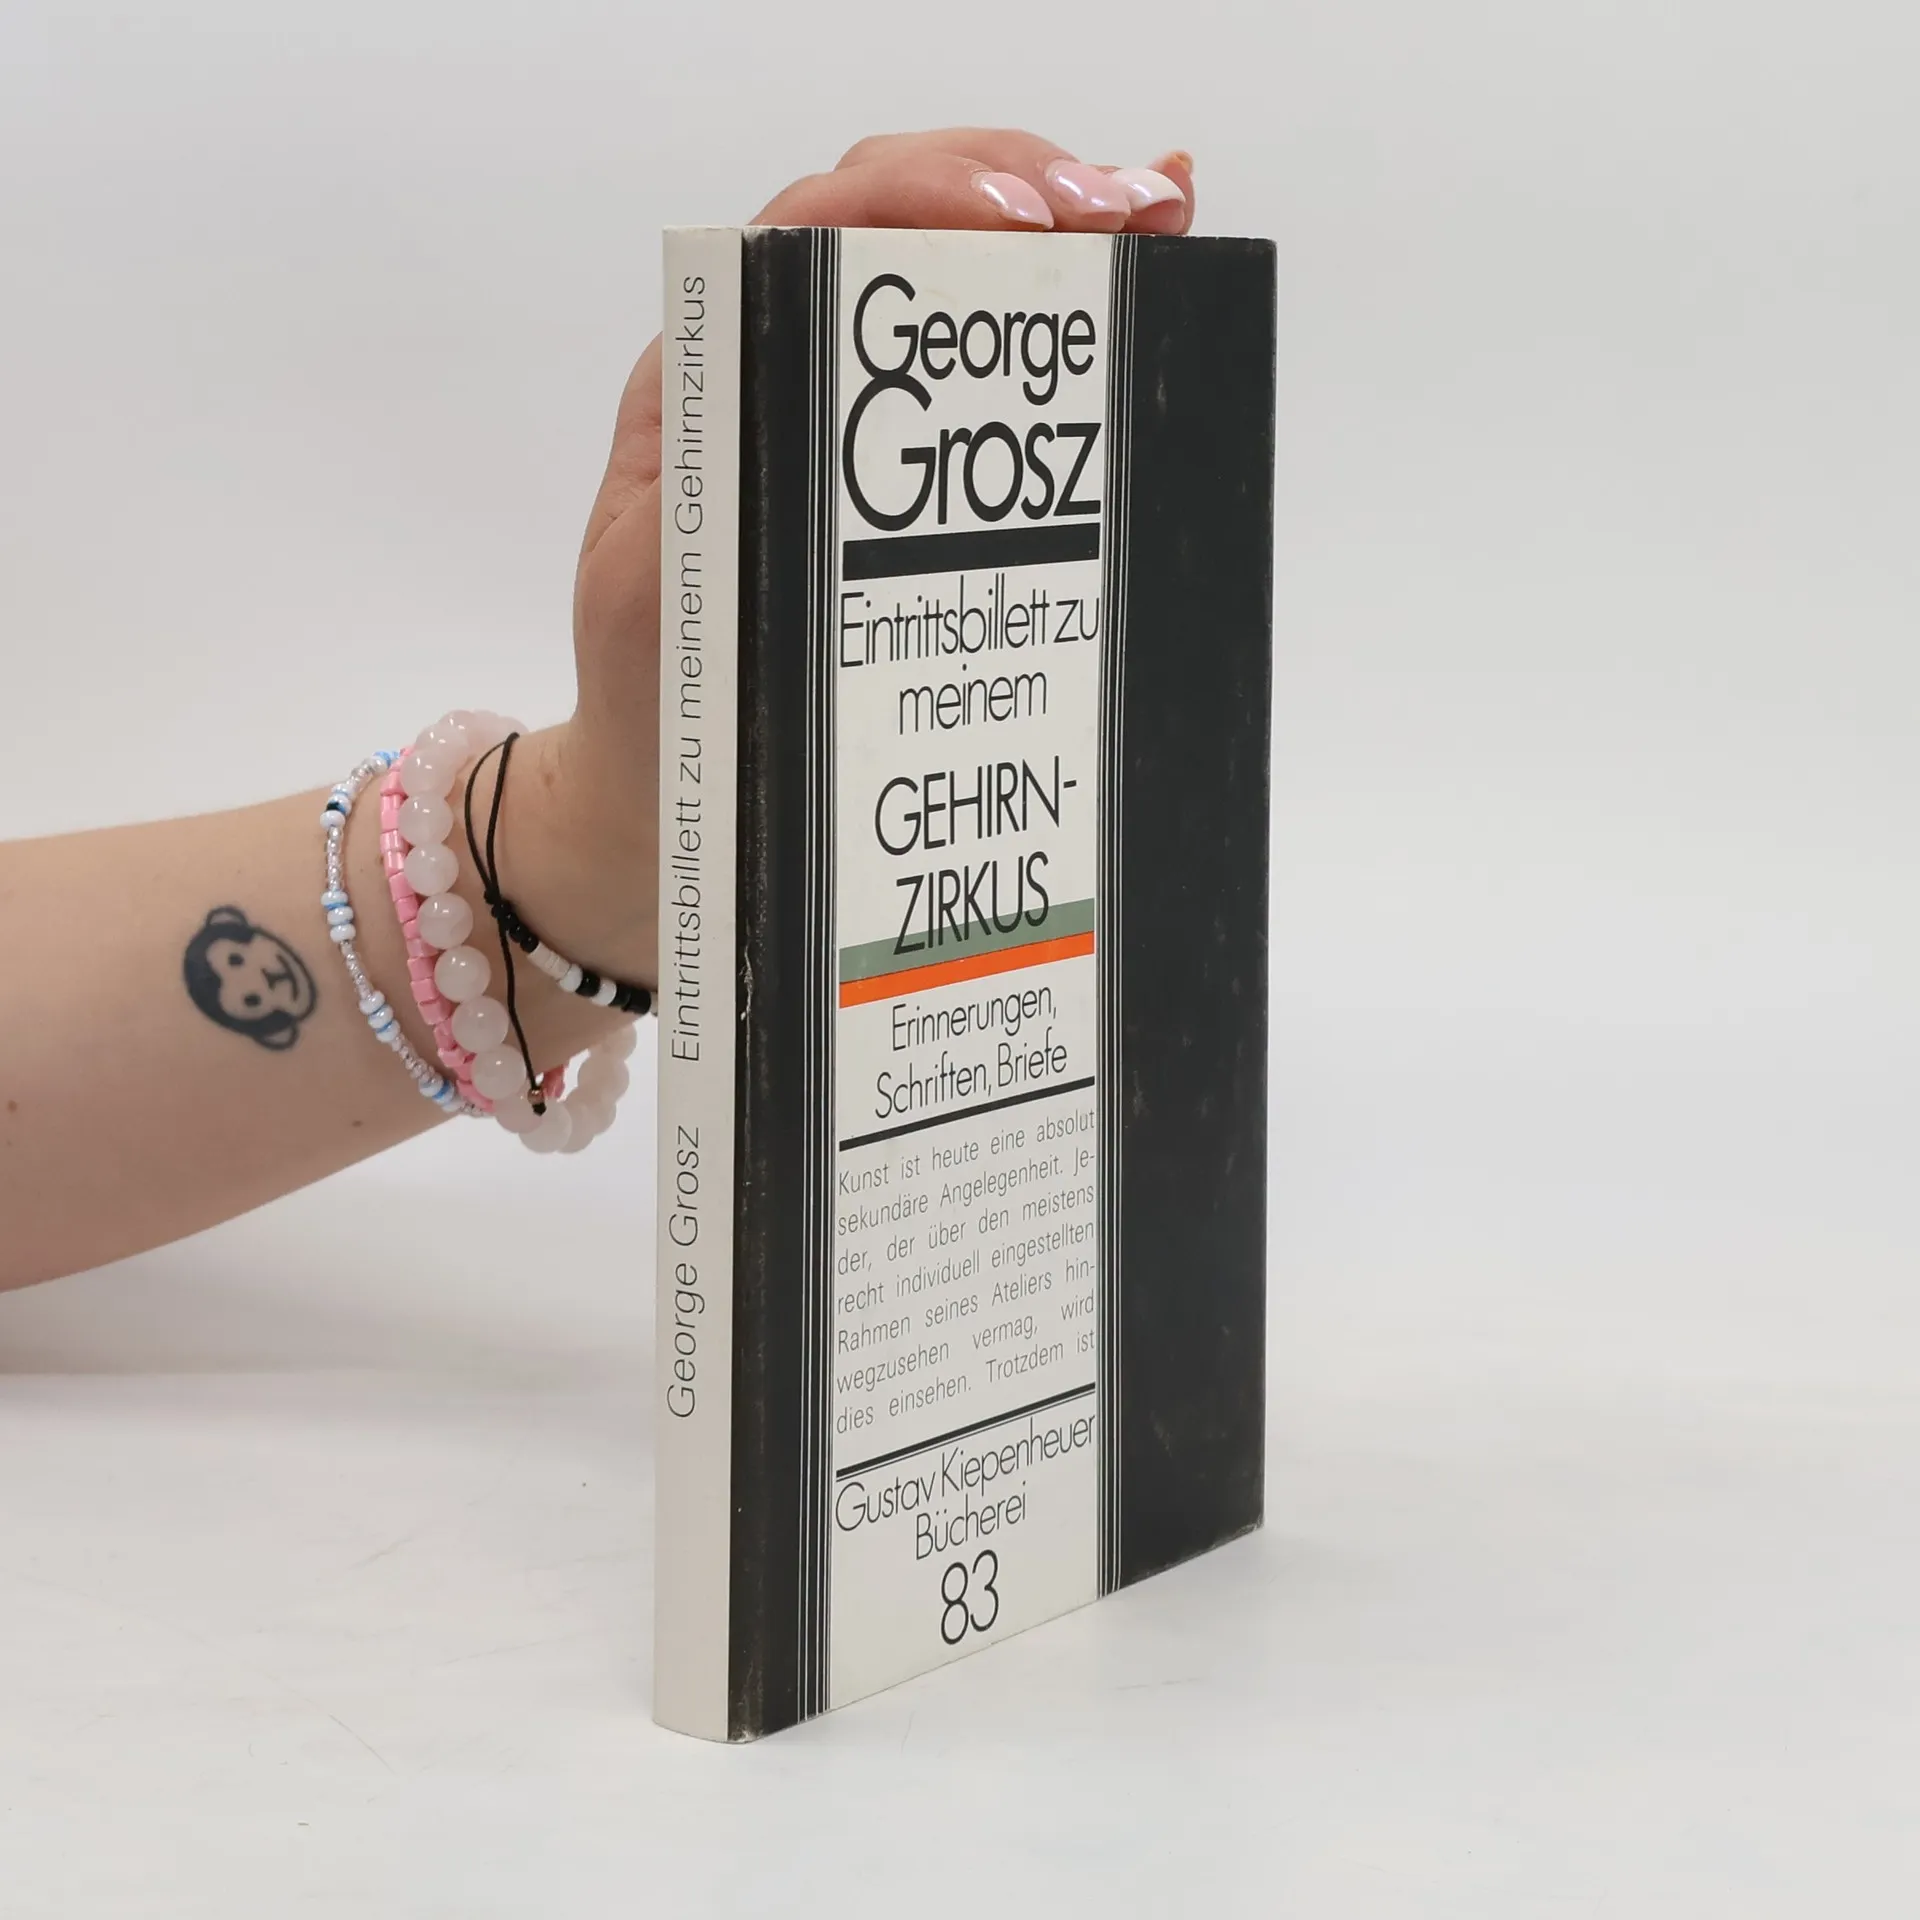 George Grosz Eintrittsbillett zu meinem Gehirnzirkus
George
Grosz
Eintrittsbillett zu
meinem
GEHIRN-
ZIRKUS
Erinnerungen,
Schriften, Briefe
Kunst ist heute eine absolut
sekundäre Angelegenheit. Je-
der, der über den meistens
recht individuell eingestellten
Rahmen seines Ateliers hin-
wegzusehen vermag, wird
dies einsehen. Trotzdem ist
Gustav Kiepenheuer
Bücherei
83